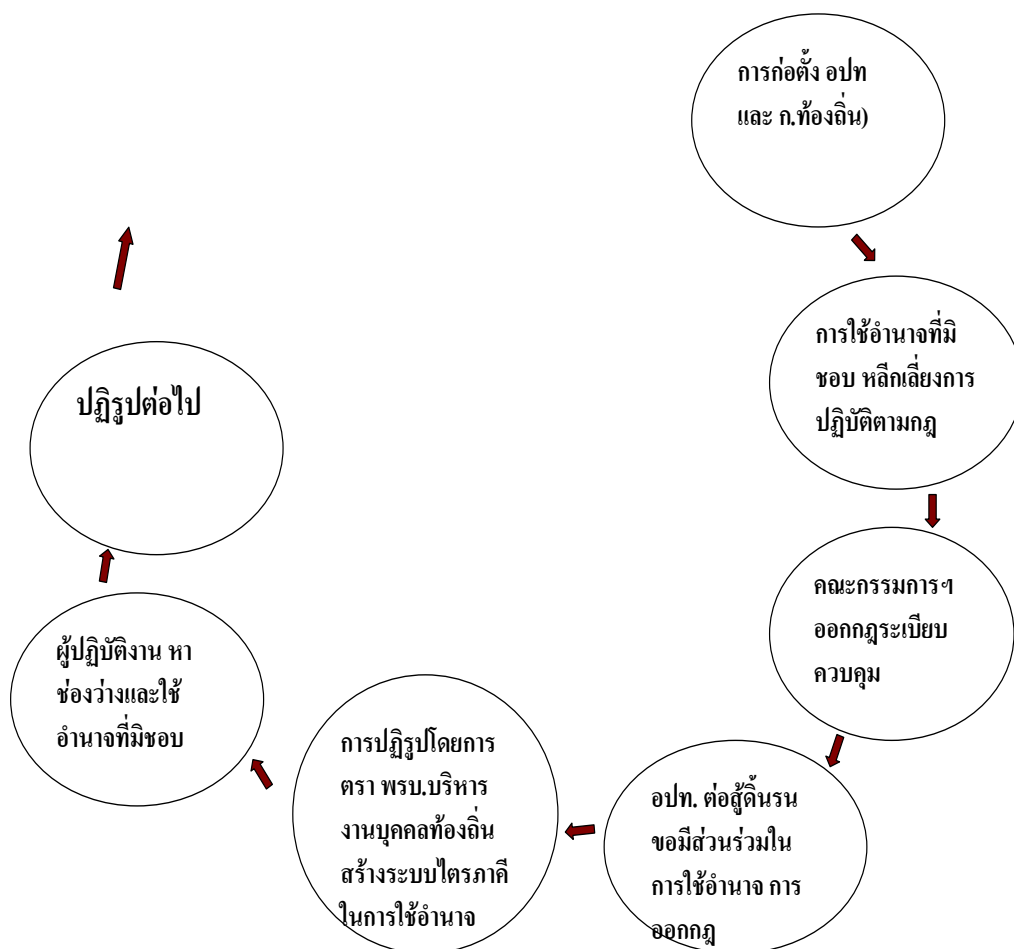 การก่อตั้ง อปท
และ ก.ท้องถิ่น)
การใช้อำนาจที่มิ
ชอบ หลีกเลี่ยงการ
ปฏิบัติตามกฎ
คณะกรรมการฯ
ออกกฎระเบียบ
ควบคุม
อปท. ต่อสู้ดิ้นรน
ขอมีส่วนร่วมใน
การใช้อำนาจ การ
ออกกฎ
การปฏิรูปโดยการ
ตรา พรบ.บริหาร
งานบุคคลท้องถิ่น
สร้างระบบไตรภาคี
ในการใช้อำนาจ
ผู้ปฏิบัติงาน หา
ช่องว่างและใช้
อำนาจที่มิชอบ
ปฏิรูปต่อไป